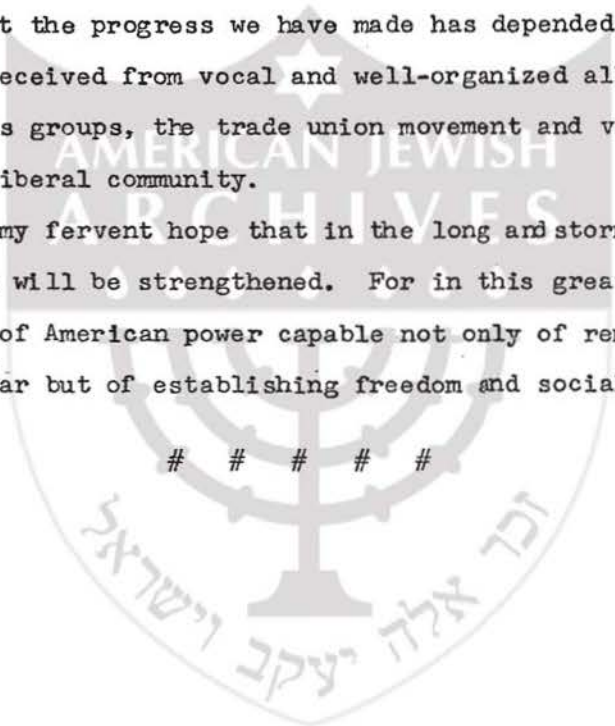 t the progress we have made has depended
eceived from vocal and well-organized al
s groups, the trade union movement and v
iberal community.
my fervent hope that in the long and storm
will be strengthened. For in this grea
of American power capable not only of re
ar but of establishing freedom and social
# # # # #
AMERICAN JEWISH
ARCHIVES
זכר אלה יעקב וישראל